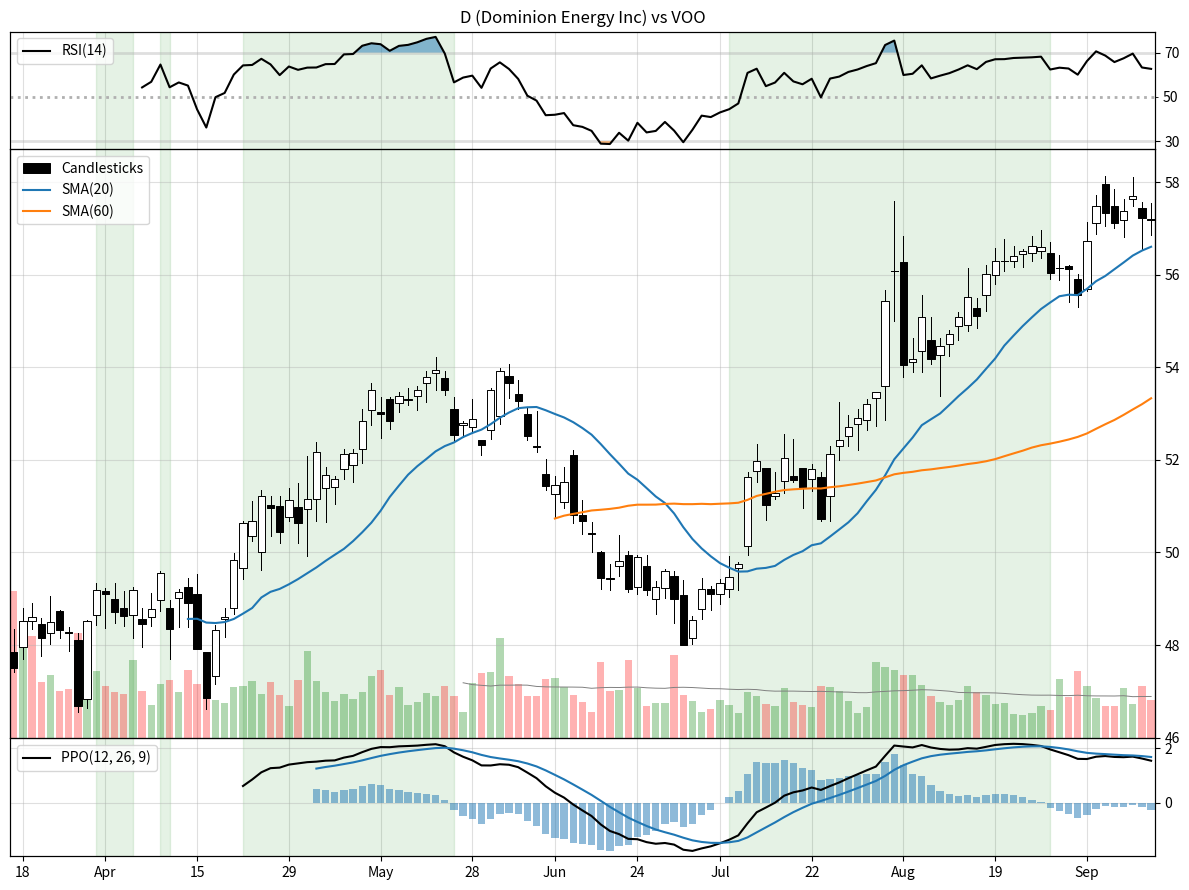 D (Dominion Energy Inc) vs VOO
RSI(14)
70
50
30
Candlesticks
SMA(20)
SMA(60)
58
56
54
52
50
48
46
PPO(12, 26, 9)
2
0
18 Apr 15 29 May 28 Jun 24 Jul 22 Aug 19 Sep